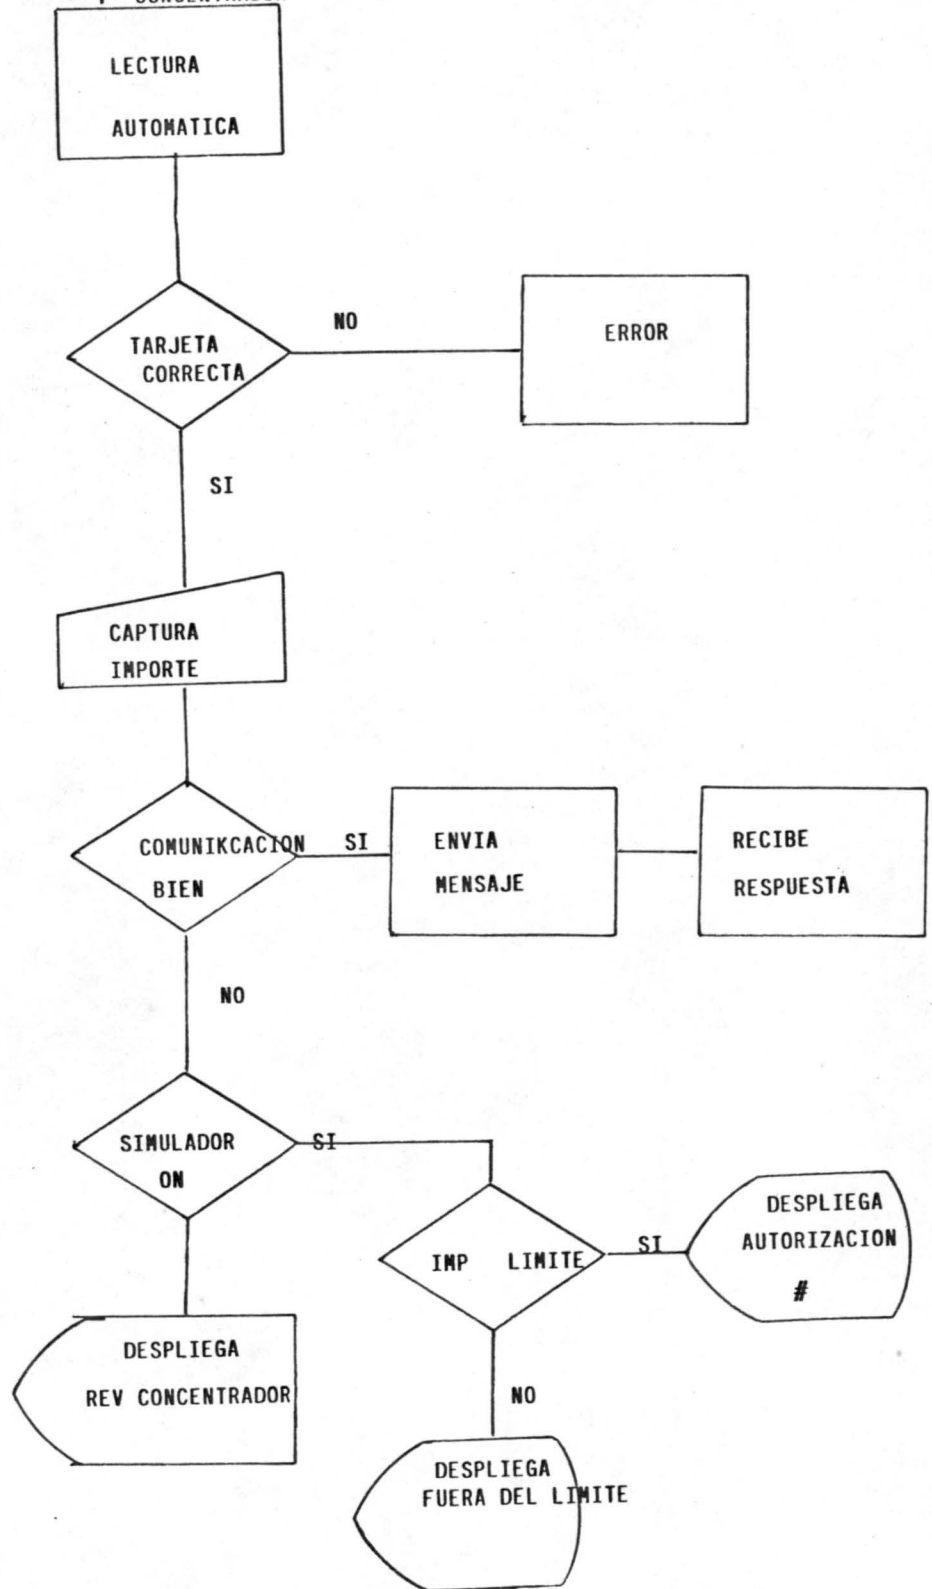 LECTURA
AUTOMATICA
TARJETA
CORRECTA
NO
ERROR
SI
CAPTURA
IMPORTE
COMUNIKCACION
BIEN
SI
ENVIA
MENSAJE
RECIBE
RESPUESTA
NO
SIMULADOR
ON
SI
IMP LIMITE
SI
DESPLIEGA
AUTORIZACION
#
DESPLIEGA
REV CONCENTRADOR
NO
DESPLIEGA
FUERA DEL LIMITE